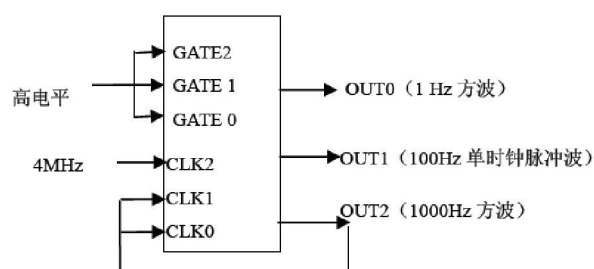 GATE2
高电平
GATE 1
GATE 0
4MHz
CLK2
CLK1
CLK0
OUT0（1 Hz 方波）
OUT1（100Hz 单时钟脉冲波）
OUT2（1000Hz 方波）